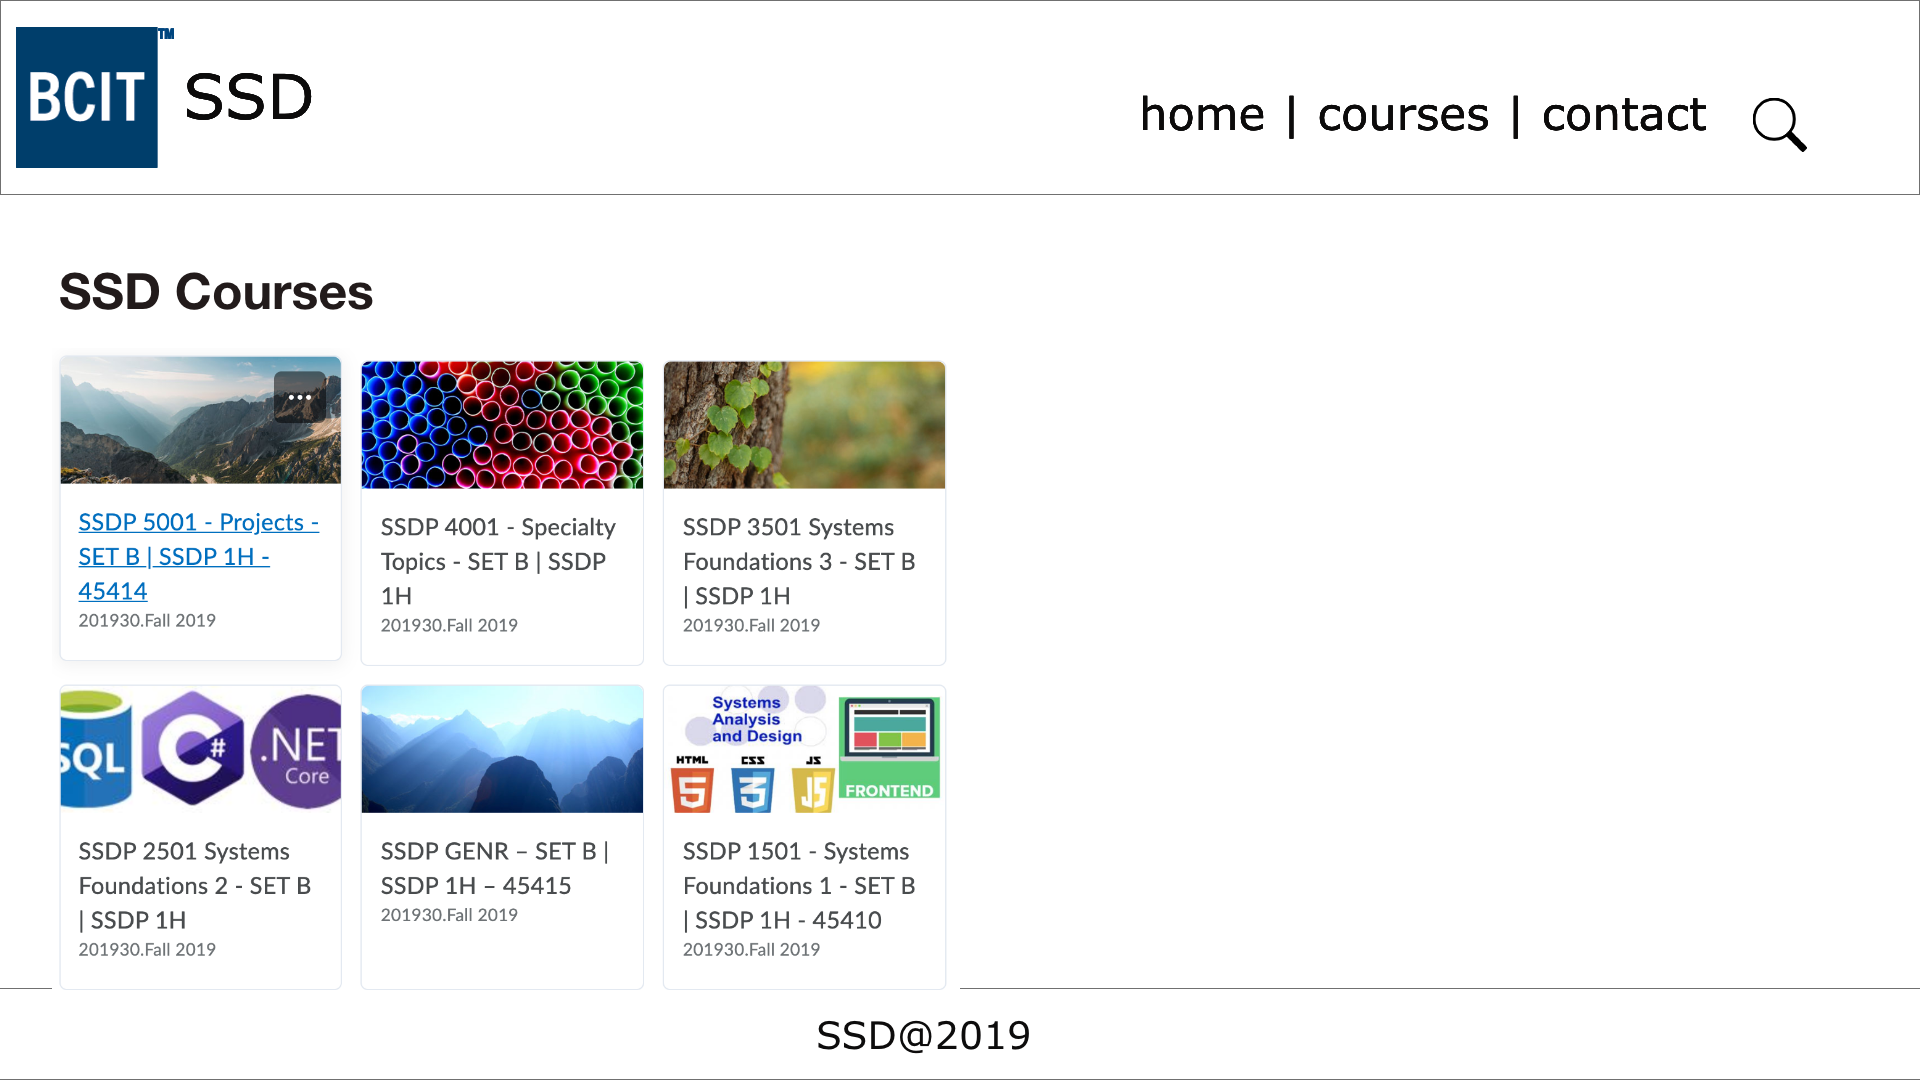 BCIT™ SSD
home | courses | contact
SSD Courses
...
SSDP 5001 - Projects -
SET B | SSDP 1H -
45414
201930.Fall 2019
SSDP 4001 - Specialty
Topics - SET B | SSDP
1H
201930.Fall 2019
SSDP 3501 Systems
Foundations 3 - SET B
| SSDP 1H
201930.Fall 2019
SQL
C#
.NET
Core
SSDP 2501 Systems
Foundations 2 - SET B
| SSDP 1H
201930.Fall 2019
SSDP GENR – SET B |
SSDP 1H – 45415
201930.Fall 2019
Systems
Analysis
and Design
HTML CSS JS
5 3 JS
FRONTEND
SSDP 1501 - Systems
Foundations 1 - SET B
| SSDP 1H - 45410
201930.Fall 2019
SSD@2019